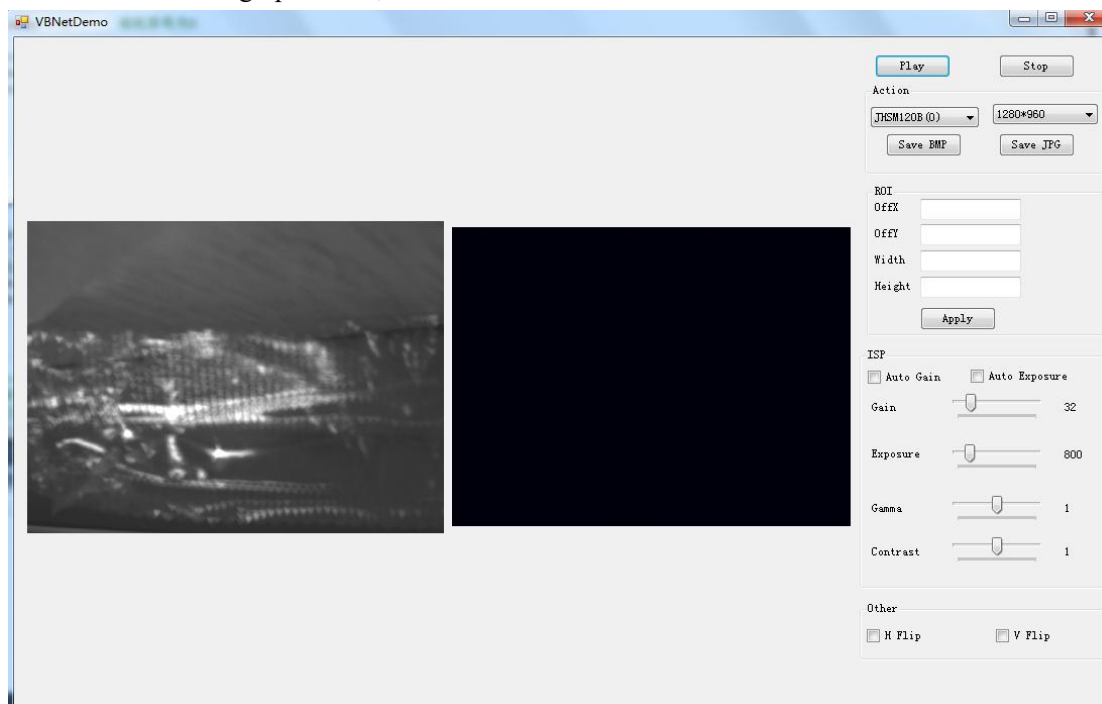 VBNetDemo
Play Stop
Action
JHSM120B(0) 1280*960
Save BMP Save JPG
ROI
OffX
OffY
Width
Height
Apply
ISP
Auto Gain Auto Exposure
Gain 32
Exposure 800
Gamma 1
Contrast 1
Other
H Flip V Flip